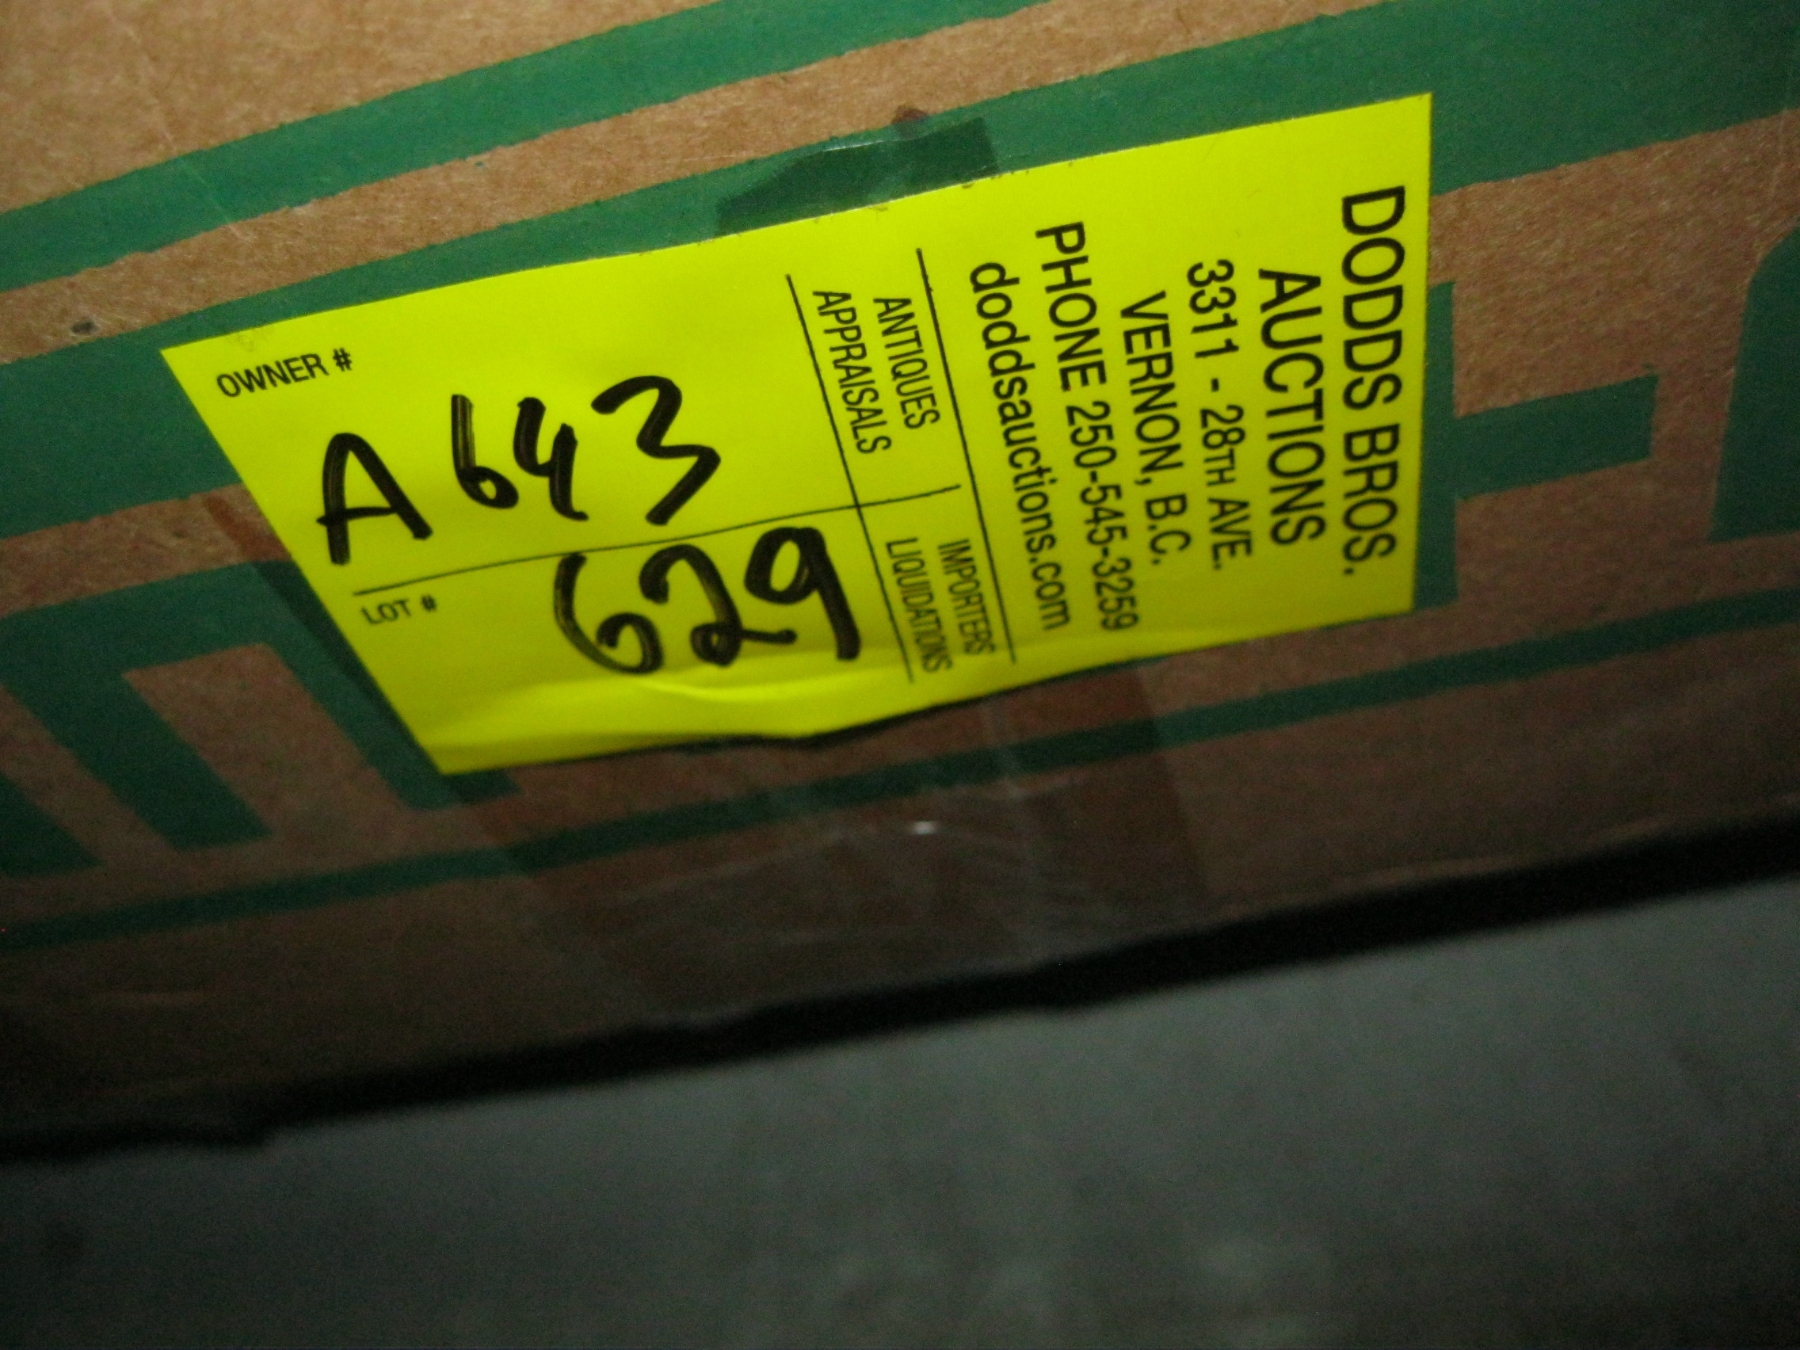 DODDS BROS.
AUCTIONS
3311 - 28TH AVE.
VERNON, B.C.
PHONE 250-545-3259
doddsauctions.com
ANTIQUES
APPRAISALS
IMPORTERS
LIQUIDATIONS
OWNER #
A643
LOT #
629